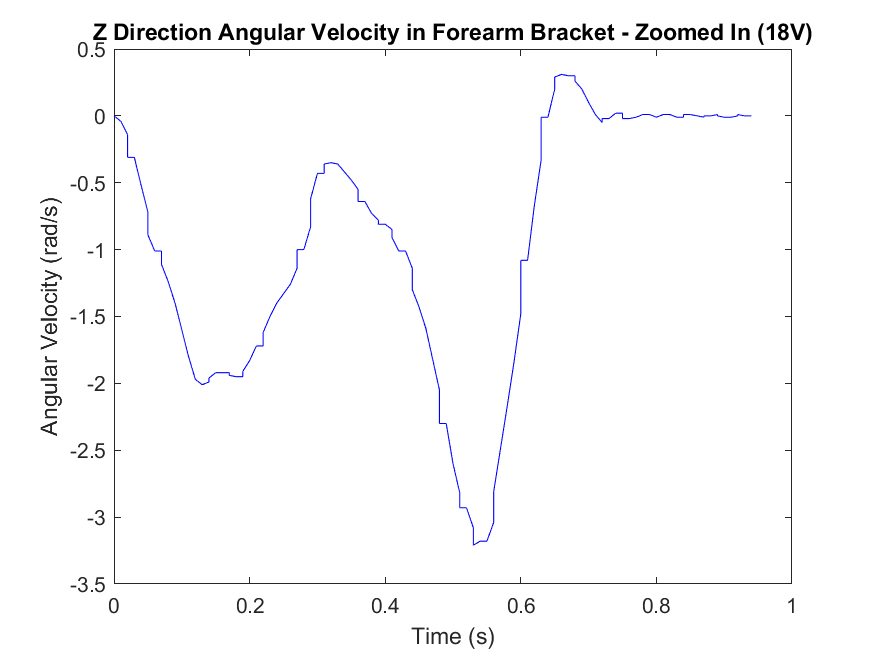 Z Direction Angular Velocity in Forearm Bracket - Zoomed In (18V)
0.5
0
-0.5
-1
-1.5
-2
-2.5
-3
-3.5
Angular Velocity (rad/s)
0 0.2 0.4 0.6 0.8 1
Time (s)